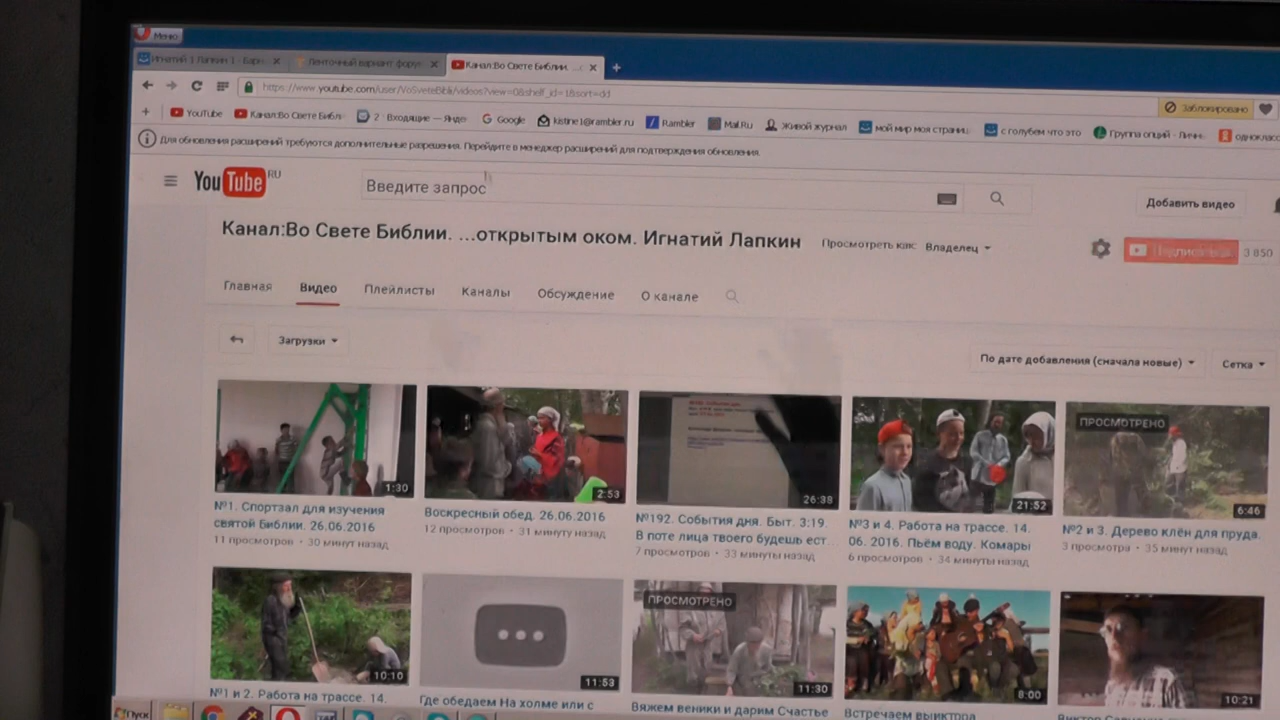 Меню
Игнатий Лапкин
Ленточный вариант форум
Канал:Во Свете Библии.
https://www.youtube.com/user/VoSveteBiblii/videos?view=0&shelf_id=1&sort=dd
Заблокировано
YouTube
Канал:Во Свете Библ
2 · Входящие — Янде
Google
kistine1@rambler.ru
Rambler
Mail.Ru
Живой журнал
мой мир моя страниц
с голубем что это
Группа опций · Личн
одноклас
Для обновления расширений требуются дополнительные разрешения. Перейдите в менеджер расширений для подтверждения обновления.
YouTube RU
Введите запрос
Добавить видео
Канал:Во Свете Библии. ...открытым оком. Игнатий Лапкин
Просмотреть как: Владелец
3 850
Главная
Видео
Плейлисты
Каналы
Обсуждение
О канале
Загрузки
По дате добавления (сначала новые)
Сетка
1:30
2:53
26:38
21:52
ПРОСМОТРЕНО
6:46
№1. Спортзал для изучения
святой Библии. 26.06.2016
11 просмотров • 30 минут назад
Воскресный обед. 26.06.2016
12 просмотров • 31 минуту назад
№192. События дня. Быт. 3:19.
В поте лица твоего будешь ест...
7 просмотров • 33 минуты назад
№3 и 4. Работа на трассе. 14.
06. 2016. Пьём воду. Комары
6 просмотров • 34 минуты назад
№2 и 3. Дерево клён для пруда.
3 просмотра • 35 минут назад
10:10
11:53
ПРОСМОТРЕНО
11:30
8:00
10:21
№1 и 2. Работа на трассе. 14.
Где обедаем На холме или с
Вяжем веники и дарим Счастье
Встречаем
Пуск